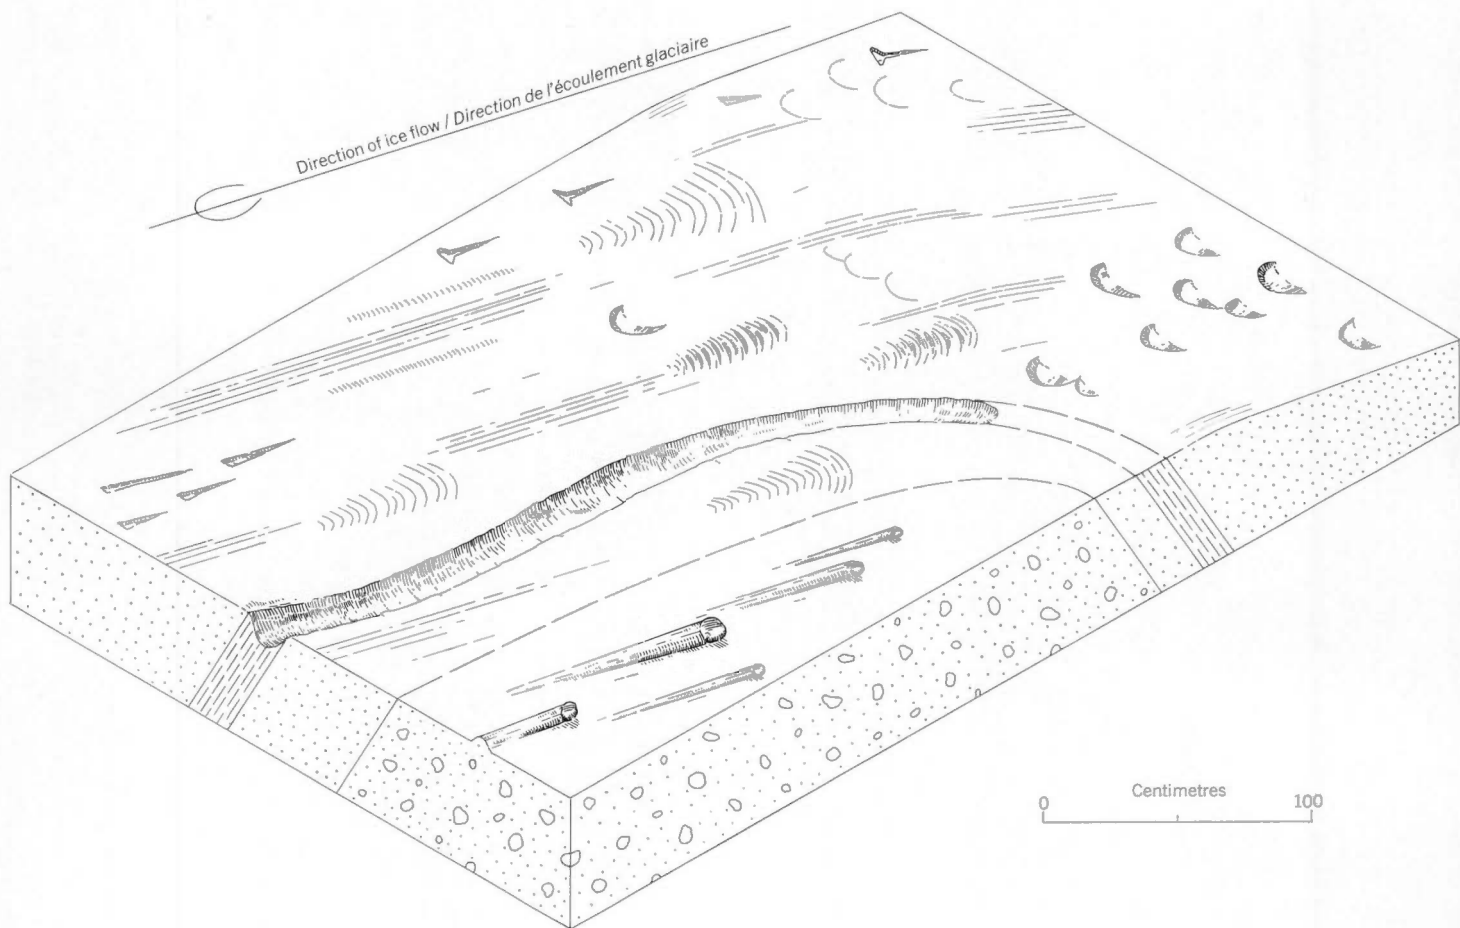 Direction of ice flow / Direction de l'écoulement glaciaire
Centimetres
0 100